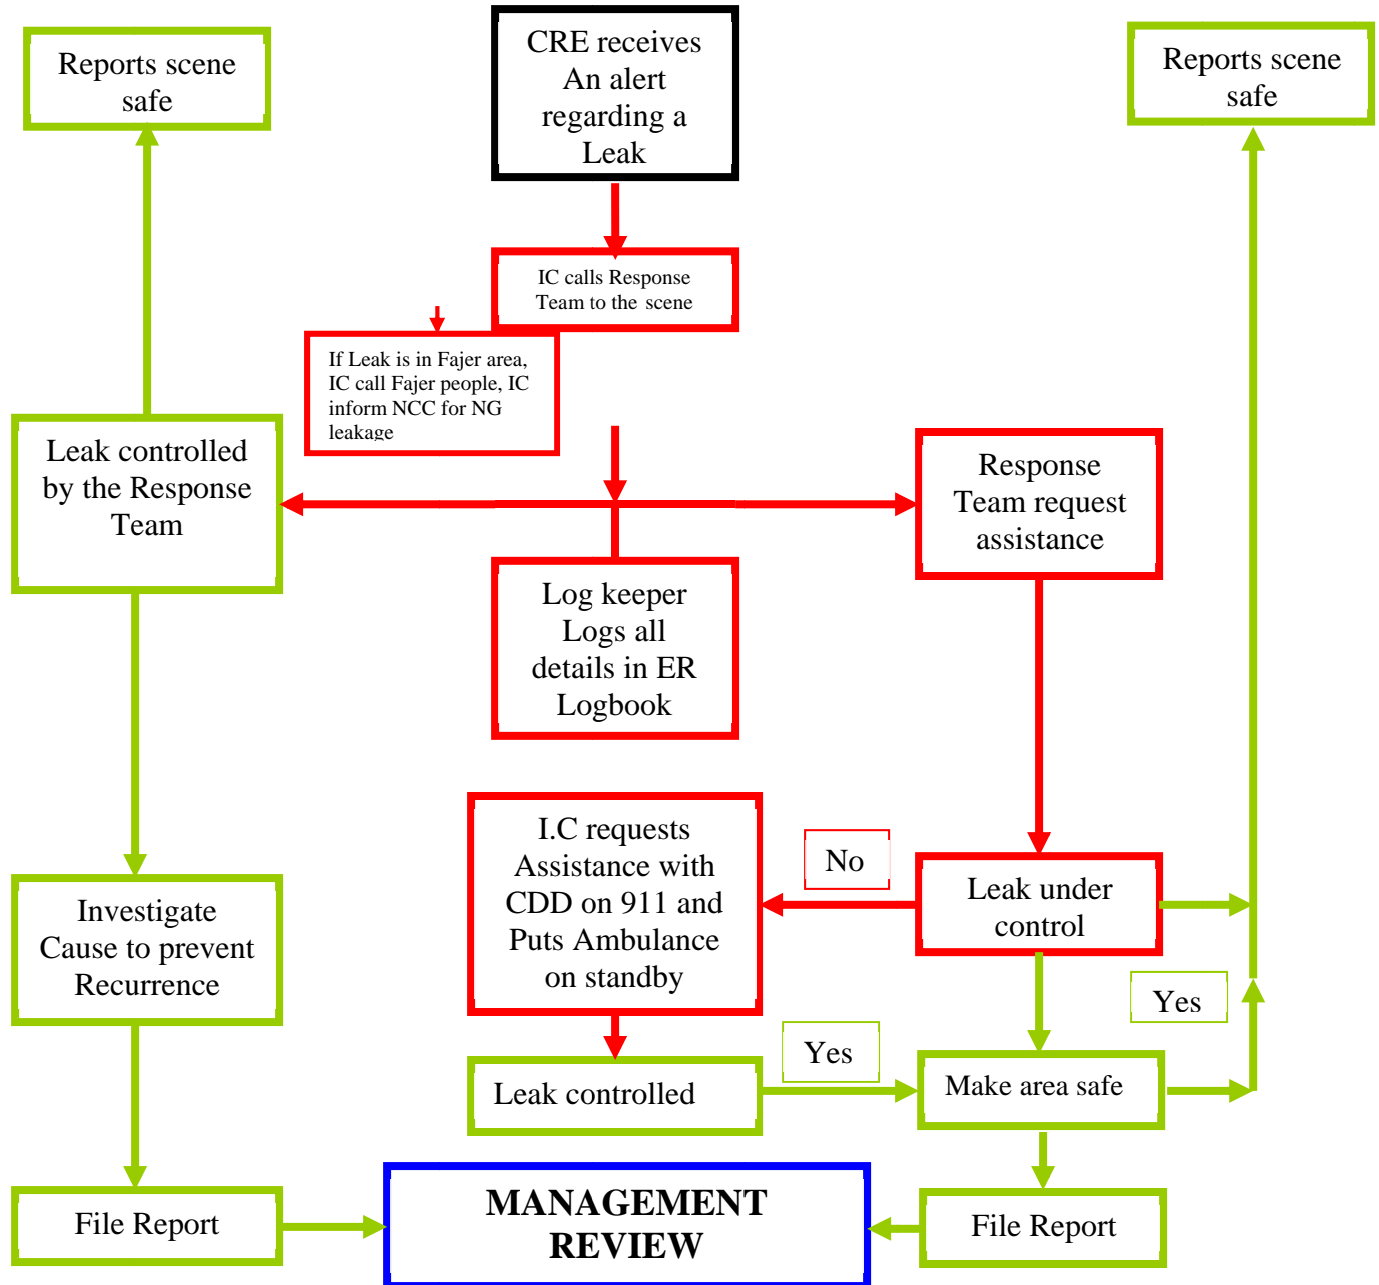 Reports scene
safe
CRE receives
An alert
regarding a
Leak
Reports scene
safe
IC calls Response
Team to the scene
If Leak is in Fajer area,
IC call Fajer people, IC
inform NCC for NG
leakage
Leak controlled
by the Response
Team
Response
Team request
assistance
Log keeper
Logs all
details in ER
Logbook
I.C requests
Assistance with
CDD on 911 and
Puts Ambulance
on standby
No
Leak under
control
Investigate
Cause to prevent
Recurrence
Yes
Yes
Leak controlled
Make area safe
File Report
MANAGEMENT
REVIEW
File Report